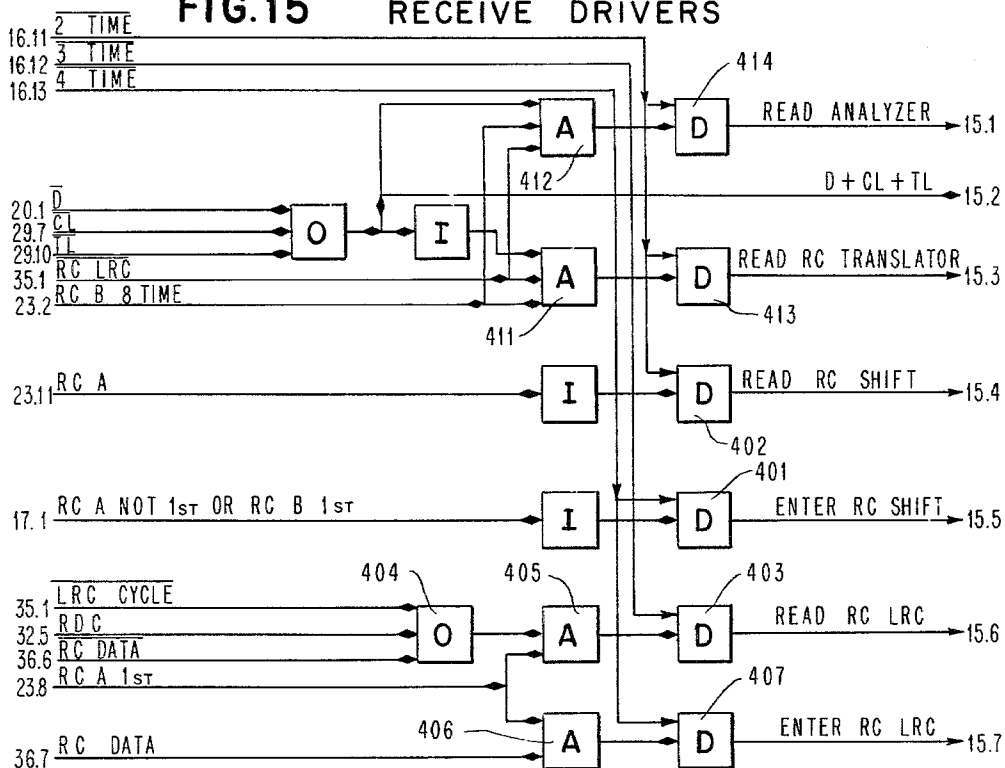 FIG.15 RECEIVE DRIVERS
16.11 2 TIME
16.12 3 TIME
16.13 4 TIME
414
A
D
READ ANALYZER 15.1
412
D+CL+TL 15.2
20.1 D
29.7 CL
29.10 TL
O
I
35.1 RC LRC
23.2 RC B 8 TIME
A
D
READ RC TRANSLATOR 15.3
411
413
23.11 RC A
I
D
READ RC SHIFT 15.4
402
401
17.1 RC A NOT 1ST OR RC B 1ST
I
D
ENTER RC SHIFT 15.5
404
405
403
35.1 LRC CYCLE
32.5 RDC
36.6 RC DATA
O
A
D
READ RC LRC 15.6
23.8 RC A 1ST
407
406
36.7 RC DATA
A
D
ENTER RC LRC 15.7